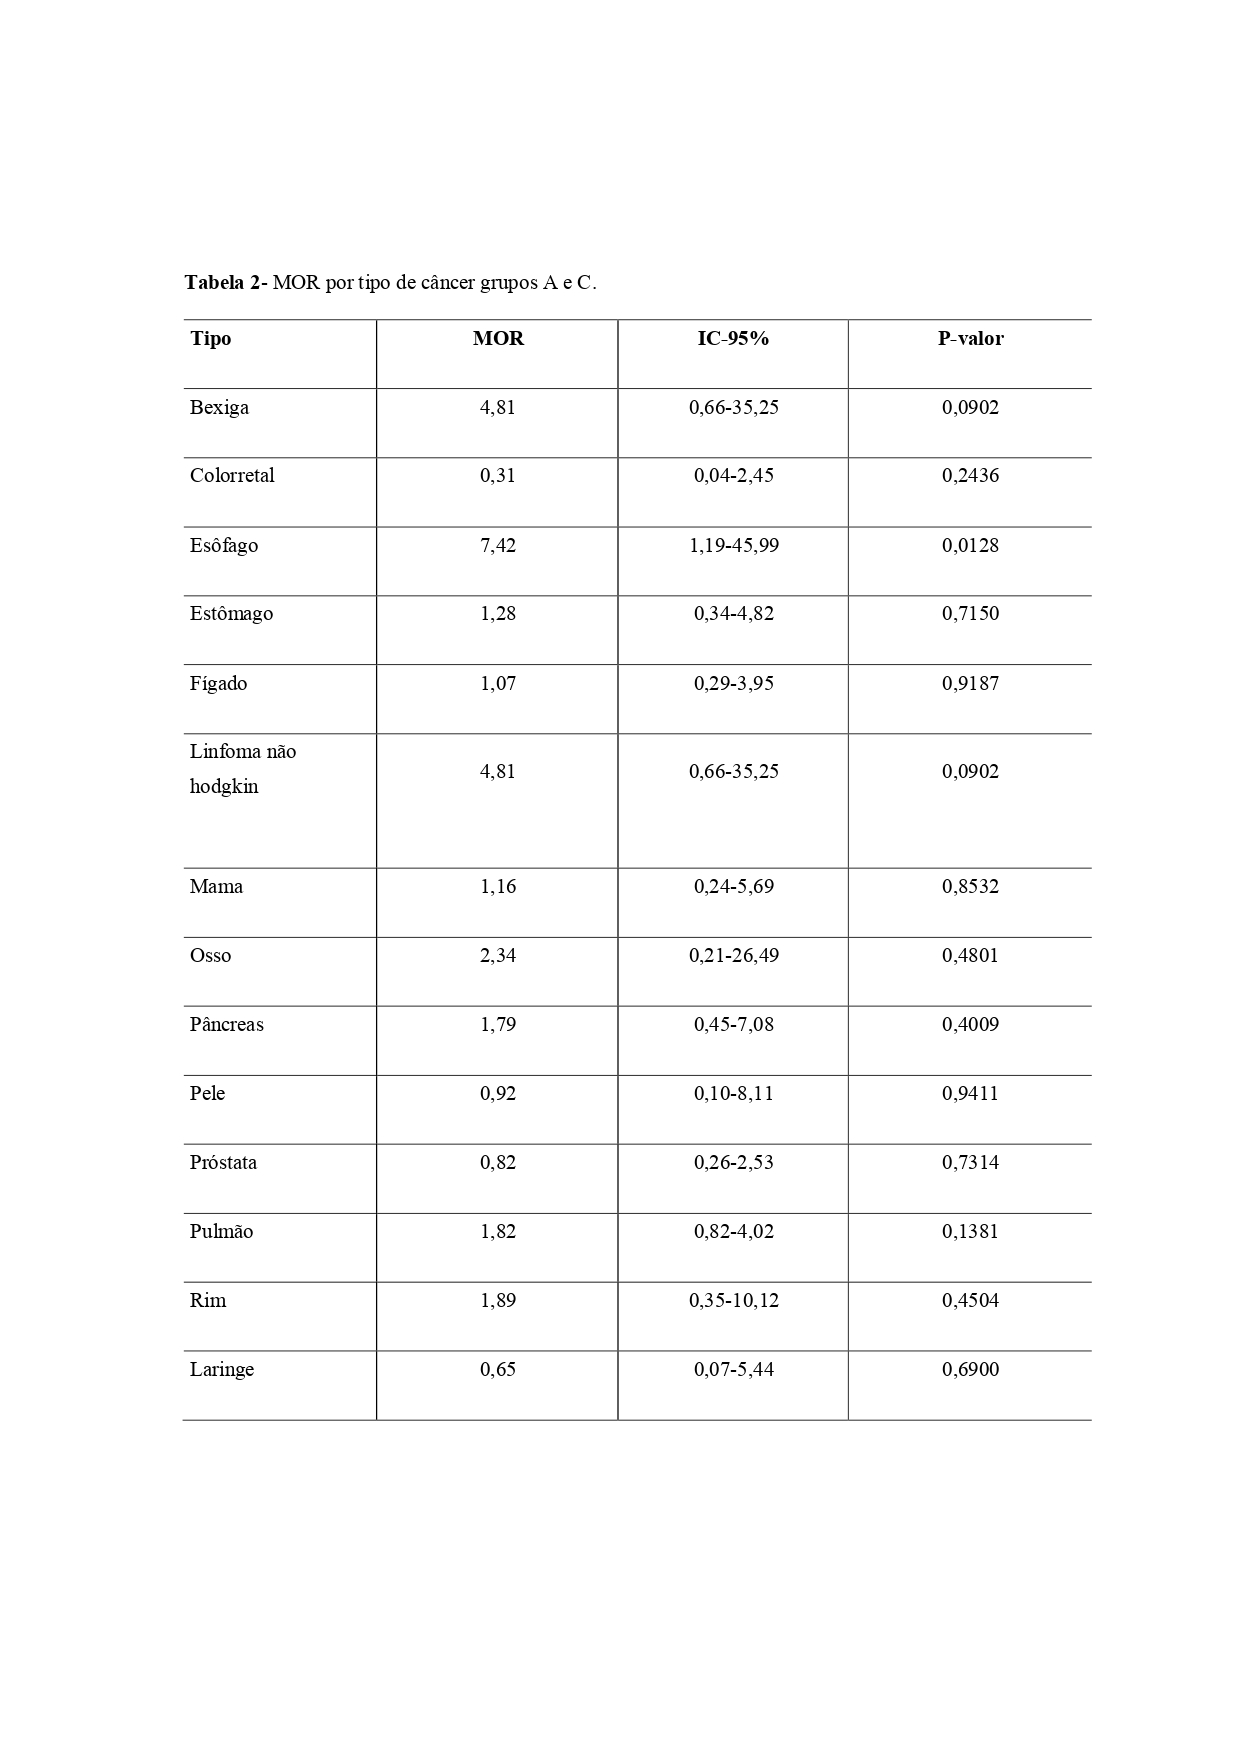 Tabela 2- MOR por tipo de câncer grupos A e C.
Tipo MOR IC-95% P-valor
Bexiga 4,81 0,66-35,25 0,0902
Colorretal 0,31 0,04-2,45 0,2436
Esôfago 7,42 1,19-45,99 0,0128
Estômago 1,28 0,34-4,82 0,7150
Fígado 1,07 0,29-3,95 0,9187
Linfoma não
hodgkin 4,81 0,66-35,25 0,0902
Mama 1,16 0,24-5,69 0,8532
Osso 2,34 0,21-26,49 0,4801
Pâncreas 1,79 0,45-7,08 0,4009
Pele 0,92 0,10-8,11 0,9411
Próstata 0,82 0,26-2,53 0,7314
Pulmão 1,82 0,82-4,02 0,1381
Rim 1,89 0,35-10,12 0,4504
Laringe 0,65 0,07-5,44 0,6900